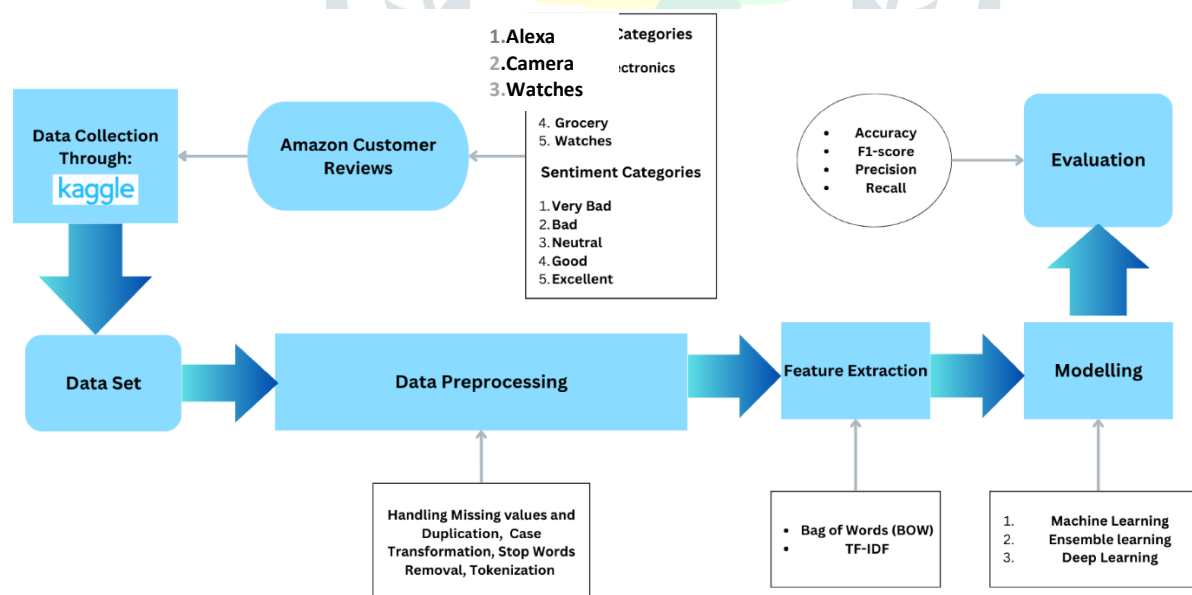 1.Alexa
2.Camera
3.Watches
Categories
ectronics
4. Grocery
5. Watches
Sentiment Categories
1. Very Bad
2. Bad
3. Neutral
4. Good
5. Excellent
Amazon Customer
Reviews
Data Collection
Through:
kaggle
Accuracy
F1-score
Precision
Recall
Evaluation
Data Set
Data Preprocessing
Feature Extraction
Modelling
Handling Missing values and
Duplication, Case
Transformation, Stop Words
Removal, Tokenization
• Bag of Words (BOW)
• TF-IDF
1. Machine Learning
2. Ensemble learning
3. Deep Learning